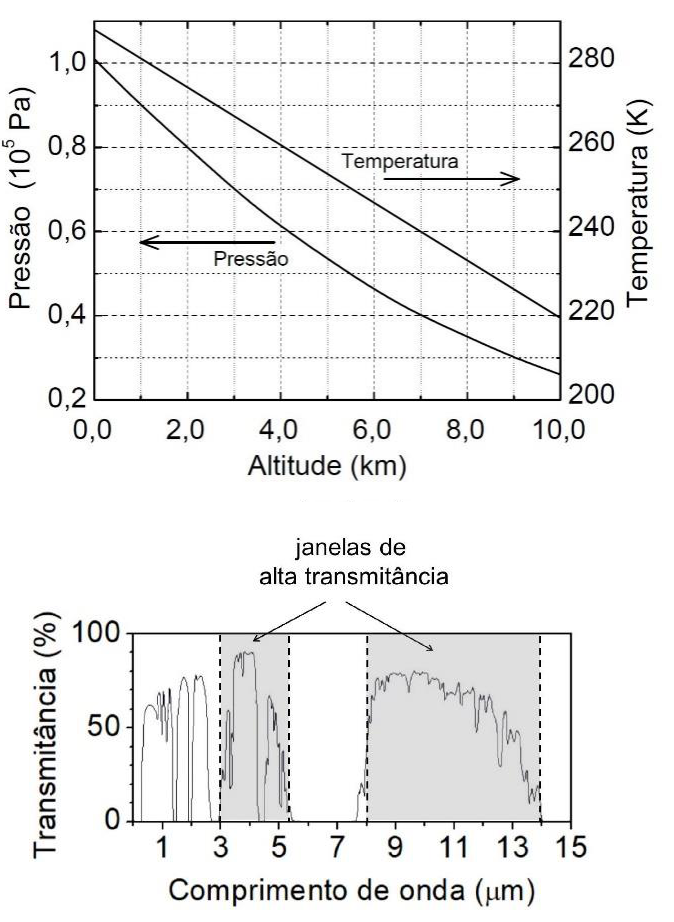 Pressão (10⁵ Pa)
1,0
0,8
0,6
0,4
0,2
Temperatura
Pressão
280
260
240
220
200
Temperatura (K)
0,0 2,0 4,0 6,0 8,0 10,0
Altitude (km)
janelas de
alta transmitância
Transmitância (%)
100
50
0
1 3 5 7 9 11 13 15
Comprimento de onda (μm)